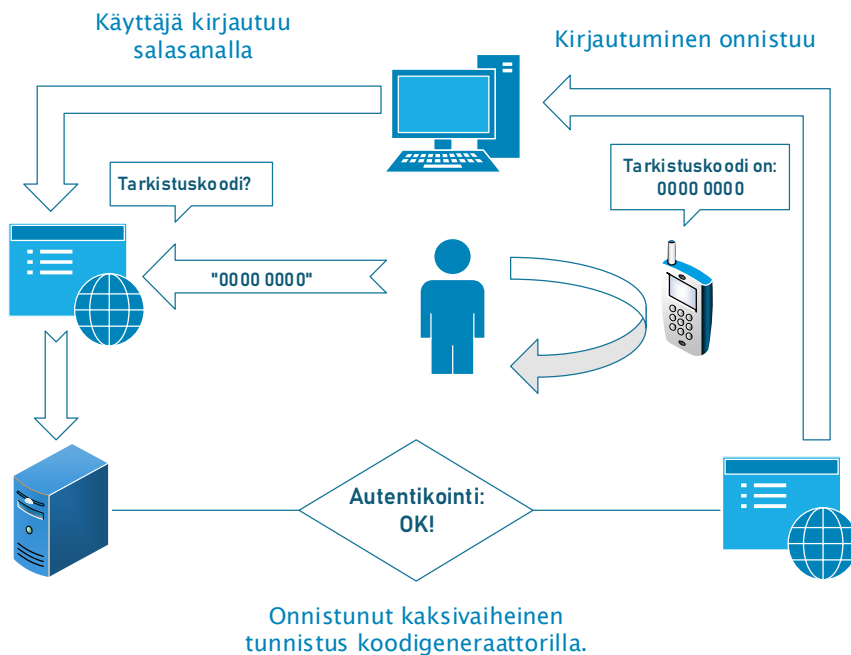 Käyttäjä kirjautuu
salasanalla
Kirjautuminen onnistuu
Tarkistuskoodi?
Tarkistuskoodi on:
0000 0000
"0000 0000"
Autentikointi:
OK!
Onnistunut kaksivaiheinen
tunnistus koodigeneraattorilla.